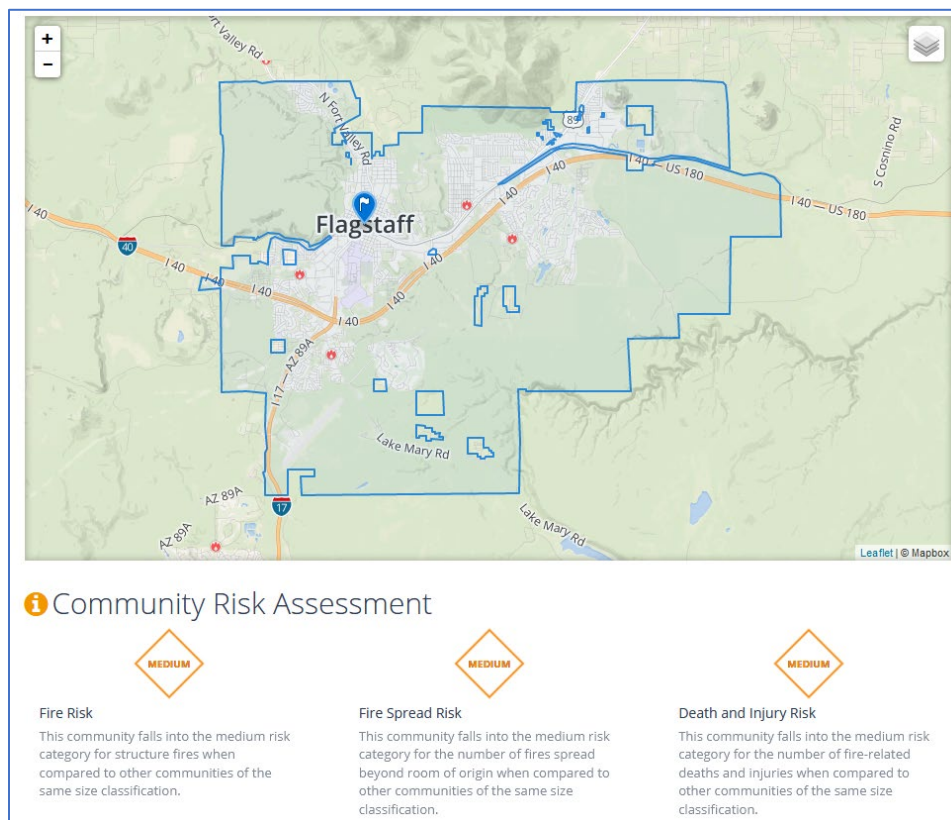 +
−
N Fort Valley Rd
N Fort Valley Rd
89
S Cosnino Rd
I 40 — US 180
I 40 — US 180
I 40
Flagstaff
40
I 40
I 40
I 40
I 40
I 40
I 40
I 40
I 17 — AZ 89A
Lake Mary Rd
AZ 89A
17
AZ 89A
Lake Mary Rd
Leaflet | © Mapbox
Community Risk Assessment
MEDIUM
Fire Risk
This community falls into the medium risk
category for structure fires when
compared to other communities of the
same size classification.
MEDIUM
Fire Spread Risk
This community falls into the medium risk
category for the number of fires spread
beyond room of origin when compared to
other communities of the same size
classification.
MEDIUM
Death and Injury Risk
This community falls into the medium risk
category for the number of fire-related
deaths and injuries when compared to
other communities of the same size
classification.